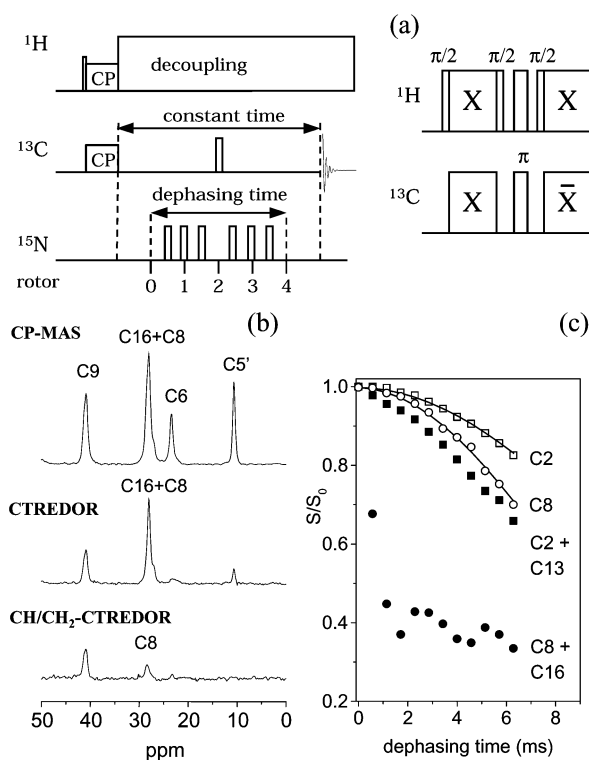 (a)
¹H
CP
decoupling
constant time
¹³C
CP
dephasing time
¹⁵N
rotor
0 1 2 3 4
π/2 π/2 π/2
¹H
X X
π
¹³C
X X̄
(b)
CP-MAS
C16+C8
C9
C6
C5'
CTREDOR
C16+C8
CH/CH₂-CTREDOR
C8
50 40 30 20 10 0
ppm
(c)
1.0
0.8
0.6
0.4
0.2
S/S₀
C2
C8
C2 +
C13
C8 +
C16
0 2 4 6 8
dephasing time (ms)